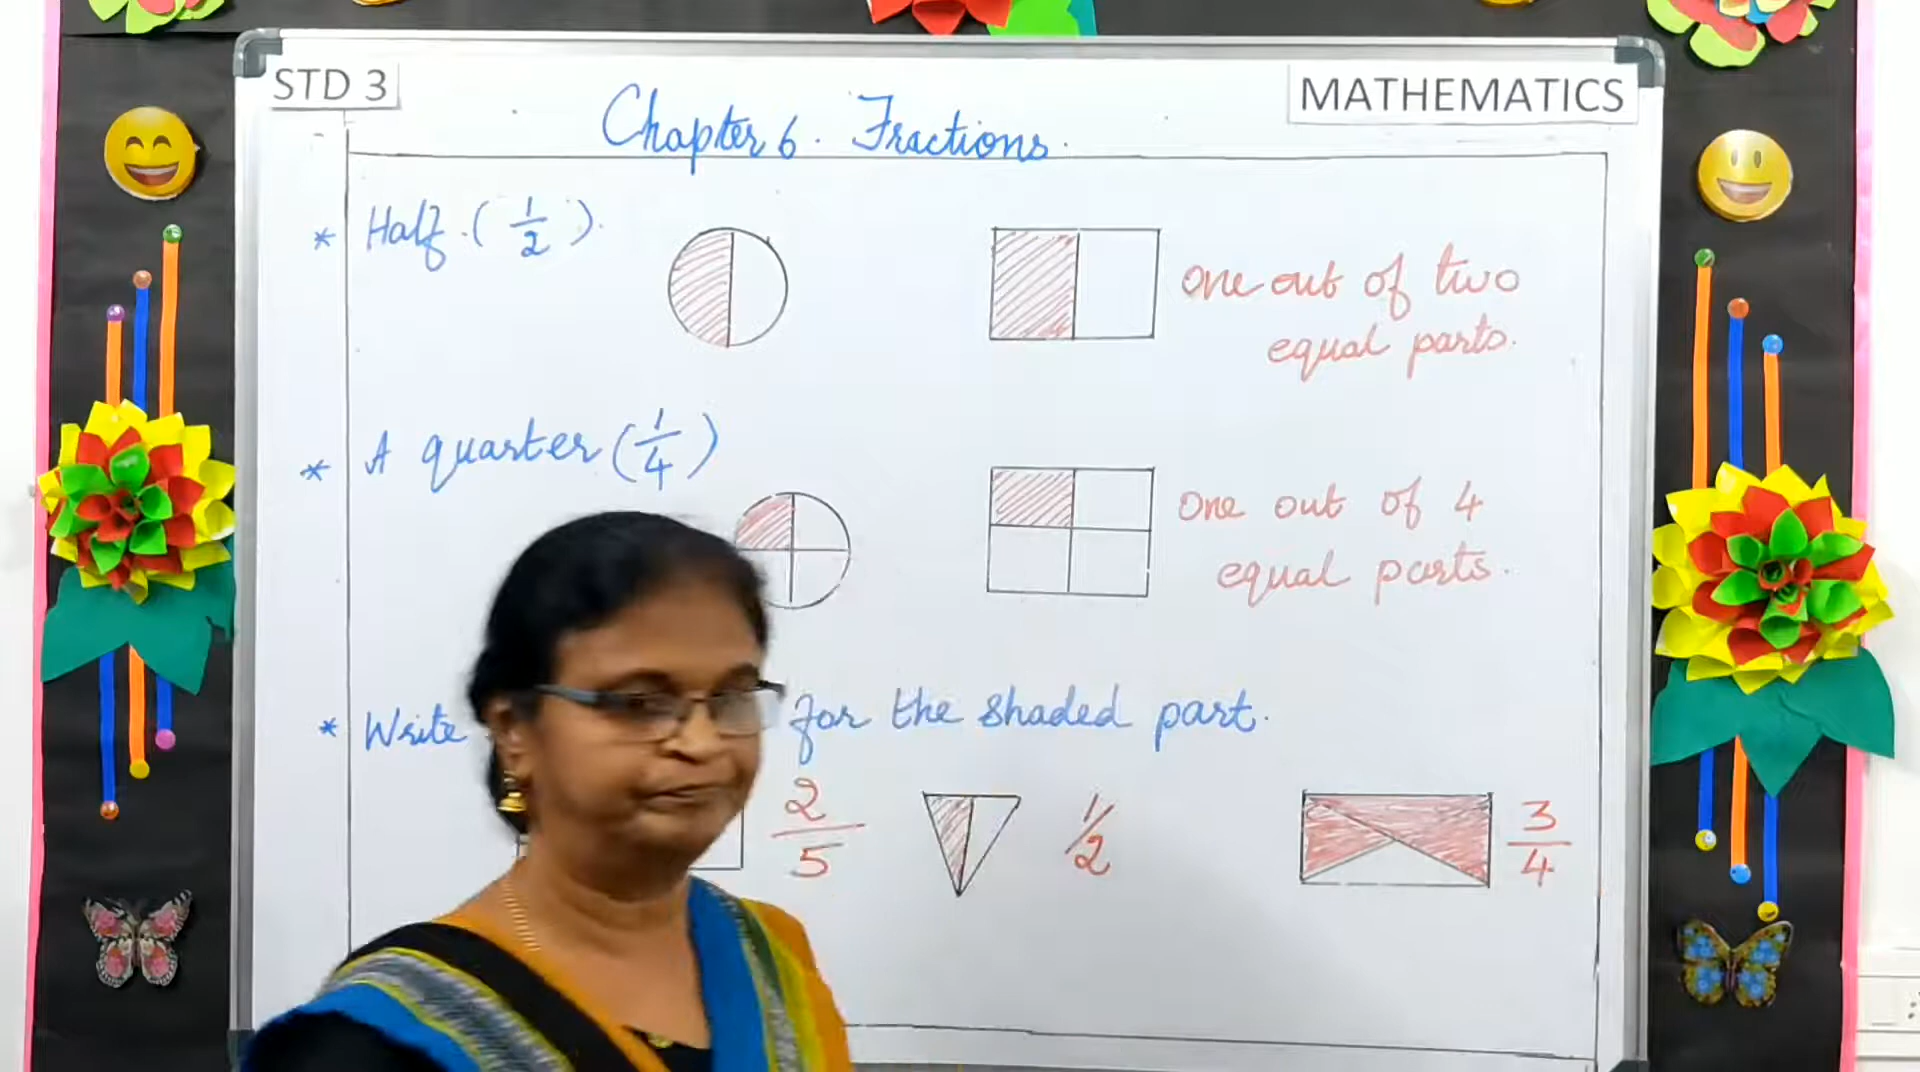 STD 3
MATHEMATICS
Chapter 6. Fractions.
* Half. (1/2).
one out of two
equal parts.
* A quarter (1/4)
one out of 4
equal parts.
* Write for the shaded part.
2/5 1/2 3/4